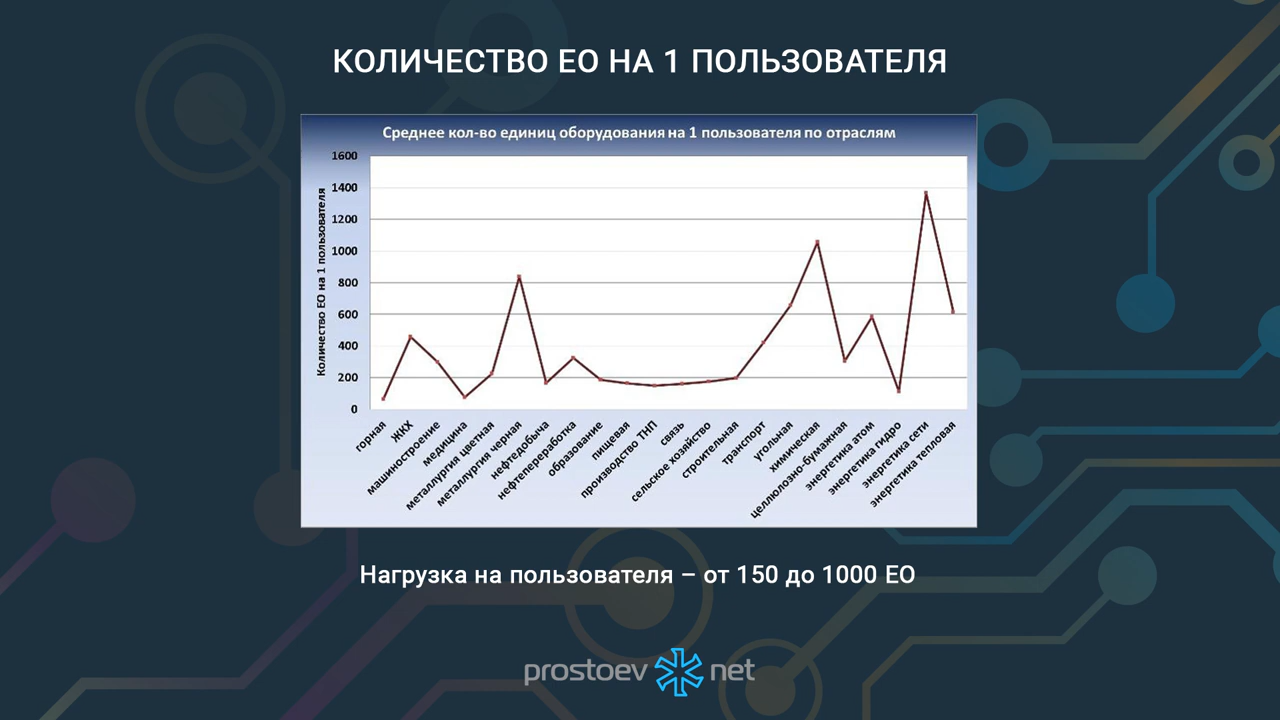 КОЛИЧЕСТВО ЕО НА 1 ПОЛЬЗОВАТЕЛЯ
Среднее кол-во единиц оборудования на 1 пользователя по отраслям
Количество ЕО на 1 пользователя
1600
1400
1200
1000
800
600
400
200
0
горная
ЖКХ
машиностроение
медицина
металлургия цветная
металлургия черная
нефтедобыча
нефтепереработка
образование
пищевая
производство ТНП
связь
сельское хозяйство
строительная
транспорт
угольная
химическая
целлюлозно-бумажная
энергетика атом
энергетика гидро
энергетика сети
энергетика тепловая
Нагрузка на пользователя – от 150 до 1000 ЕО
prostoev net